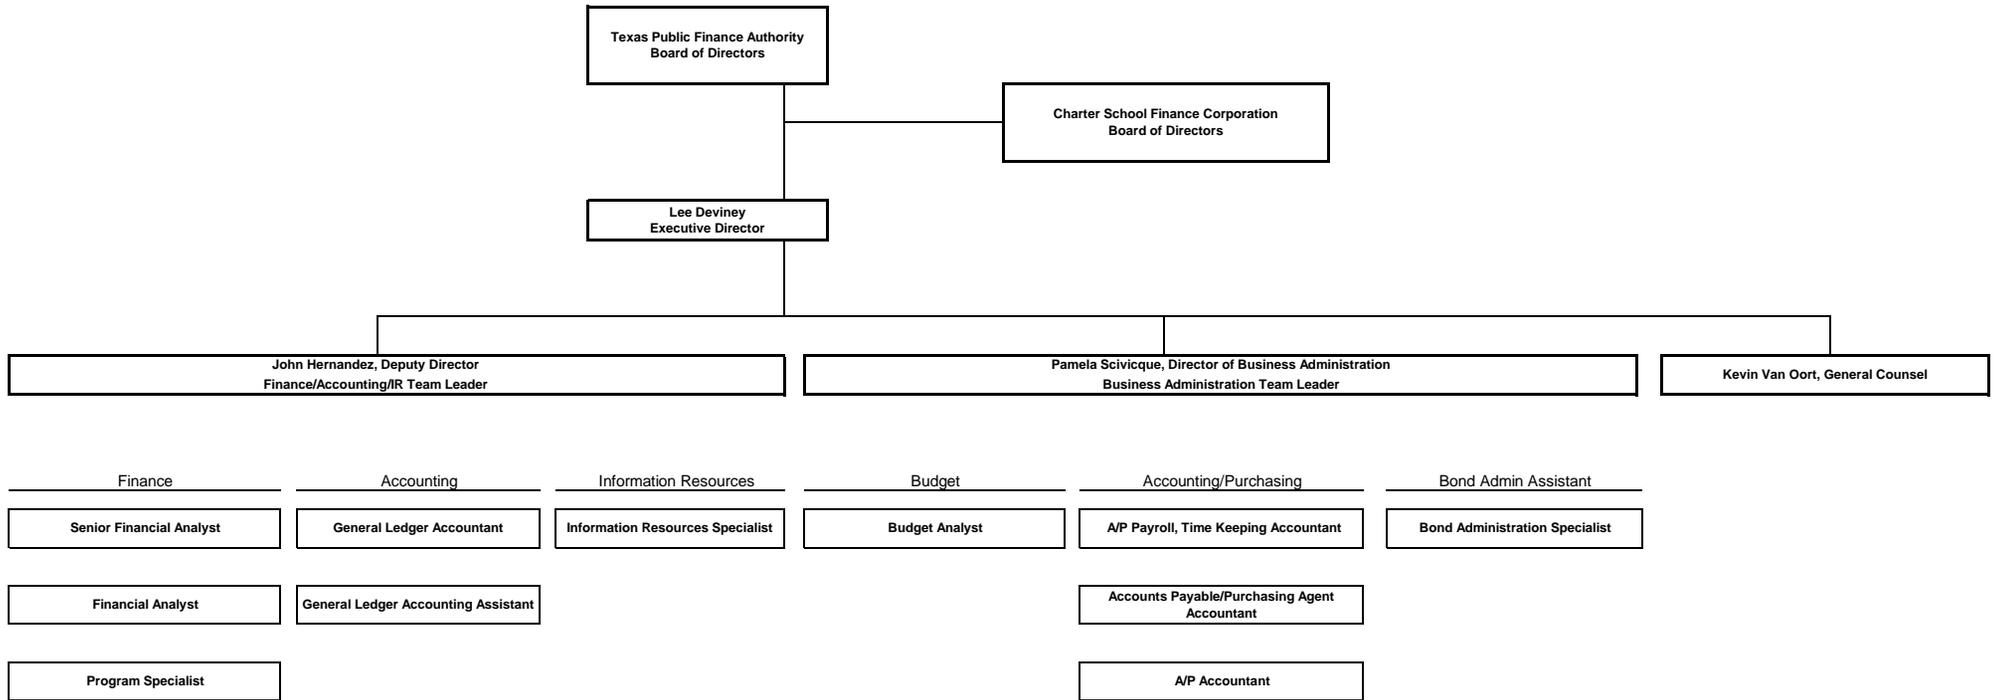 Texas Public Finance Authority
Board of Directors
Charter School Finance Corporation
Board of Directors
Lee Deviney
Executive Director
John Hernandez, Deputy Director
Finance/Accounting/IR Team Leader
Pamela Scivicque, Director of Business Administration
Business Administration Team Leader
Kevin Van Oort, General Counsel
Finance
Accounting
Information Resources
Budget
Accounting/Purchasing
Bond Admin Assistant
Senior Financial Analyst
General Ledger Accountant
Information Resources Specialist
Budget Analyst
A/P Payroll, Time Keeping Accountant
Bond Administration Specialist
Financial Analyst
General Ledger Accounting Assistant
Accounts Payable/Purchasing Agent
Accountant
Program Specialist
A/P Accountant